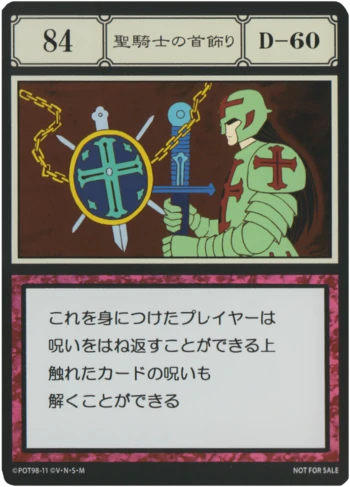 84
聖騎士の首飾り
D-60
これを身につけたプレイヤーは
呪いをはね返すことができる上
触れたカードの呪いも
解くことができる
©POT98-11 ©V・N・S・M
NOT FOR SALE